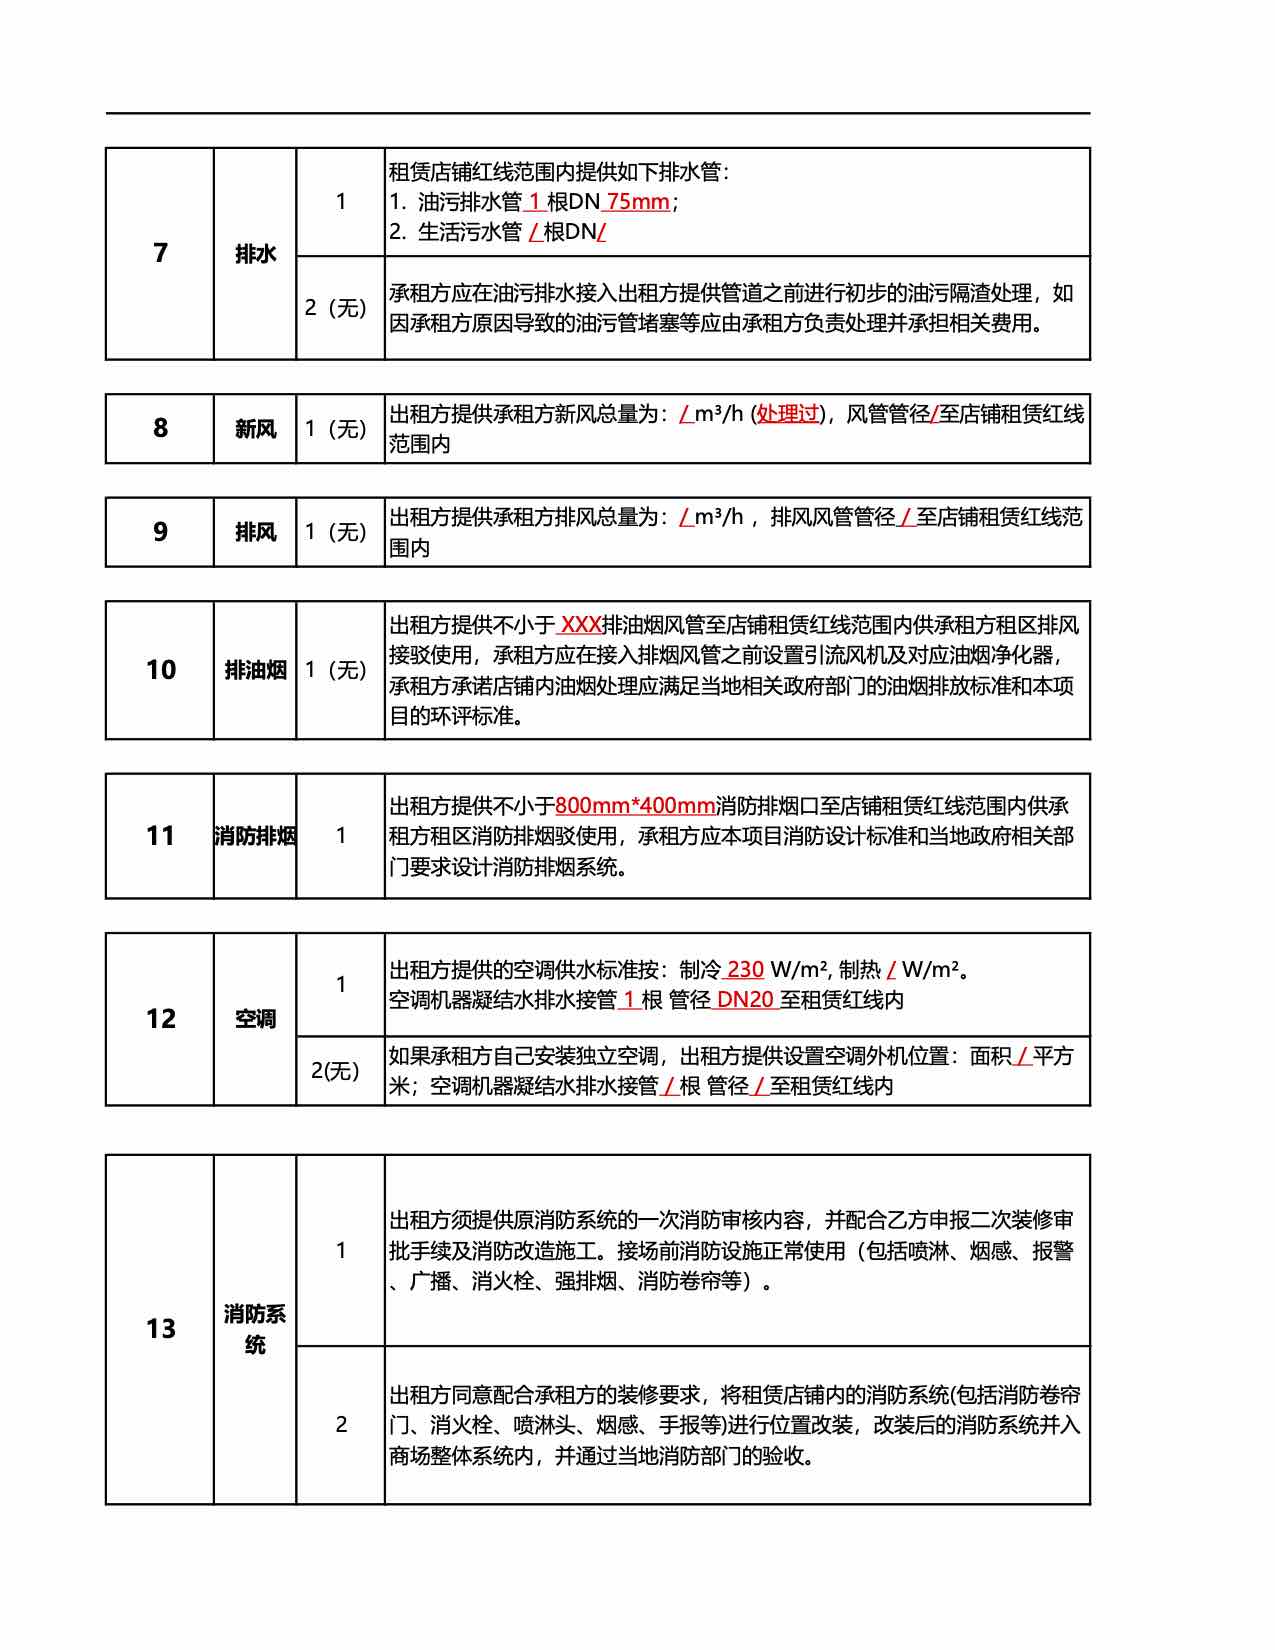 7
排水
1
租赁店铺红线范围内提供如下排水管：
1. 油污排水管 1 根DN 75mm；
2. 生活污水管 / 根DN/
2（无）
承租方应在油污排水接入出租方提供管道之前进行初步的油污隔渣处理，如
因承租方原因导致的油污管堵塞等应由承租方负责处理并承担相关费用。
8
新风
1（无）
出租方提供承租方新风总量为：/ m³/h (处理过)，风管管径/至店铺租赁红线
范围内
9
排风
1（无）
出租方提供承租方排风总量为：/ m³/h ，排风风管管径 / 至店铺租赁红线范
围内
10
排油烟
1（无）
出租方提供不小于 XXX排油烟风管至店铺租赁红线范围内供承租方租区排风
接驳使用，承租方应在接入排烟风管之前设置引流风机及对应油烟净化器，
承租方承诺店铺内油烟处理应满足当地相关政府部门的油烟排放标准和本项
目的环评标准。
11
消防排烟
1
出租方提供不小于800mm*400mm消防排烟口至店铺租赁红线范围内供承
租方租区消防排烟驳使用，承租方应本项目消防设计标准和当地政府相关部
门要求设计消防排烟系统。
12
空调
1
出租方提供的空调供水标准按：制冷 230 W/m², 制热 / W/m²。
空调机器凝结水排水接管 1 根 管径 DN20 至租赁红线内
2(无）
如果承租方自己安装独立空调，出租方提供设置空调外机位置：面积 / 平方
米；空调机器凝结水排水接管 / 根 管径 / 至租赁红线内
13
消防系
统
1
出租方须提供原消防系统的一次消防审核内容，并配合乙方申报二次装修审
批手续及消防改造施工。接场前消防设施正常使用（包括喷淋、烟感、报警
、广播、消火栓、强排烟、消防卷帘等）。
2
出租方同意配合承租方的装修要求，将租赁店铺内的消防系统(包括消防卷帘
门、消火栓、喷淋头、烟感、手报等)进行位置改装，改装后的消防系统并入
商场整体系统内，并通过当地消防部门的验收。